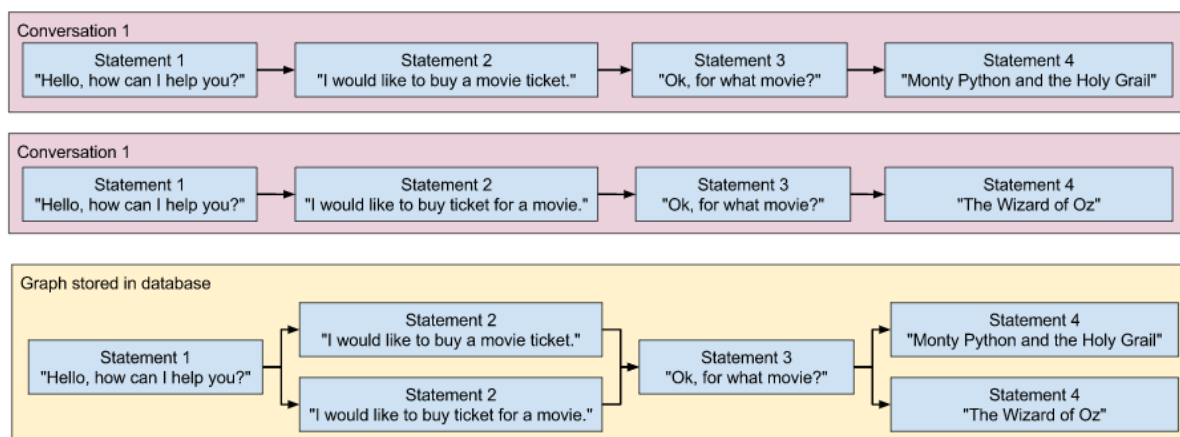 Conversation 1
Statement 1
"Hello, how can I help you?"
Statement 2
"I would like to buy a movie ticket."
Statement 3
"Ok, for what movie?"
Statement 4
"Monty Python and the Holy Grail"
Conversation 1
Statement 1
"Hello, how can I help you?"
Statement 2
"I would like to buy ticket for a movie."
Statement 3
"Ok, for what movie?"
Statement 4
"The Wizard of Oz"
Graph stored in database
Statement 1
"Hello, how can I help you?"
Statement 2
"I would like to buy a movie ticket."
Statement 2
"I would like to buy ticket for a movie."
Statement 3
"Ok, for what movie?"
Statement 4
"Monty Python and the Holy Grail"
Statement 4
"The Wizard of Oz"